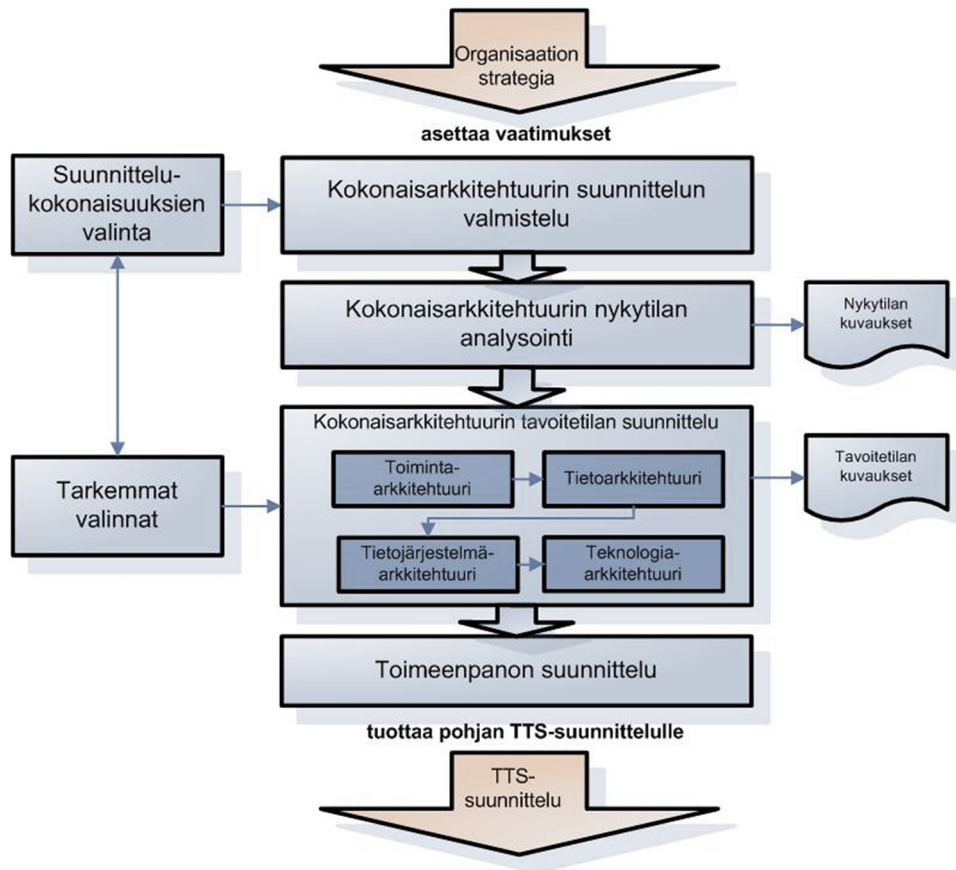 Organisaation
strategia
asettaa vaatimukset
Suunnittelu-
kokonaisuuksien
valinta
Kokonaisarkkitehtuurin suunnittelun
valmistelu
Kokonaisarkkitehtuurin nykytilan
analysointi
Nykytilan
kuvaukset
Kokonaisarkkitehtuurin tavoitetilan suunnittelu
Toiminta-
arkkitehtuuri
Tietoarkkitehtuuri
Tietojärjestelmä-
arkkitehtuuri
Teknologia-
arkkitehtuuri
Tavoitetilan
kuvaukset
Tarkemmat
valinnat
Toimeenpanon suunnittelu
tuottaa pohjan TTS-suunnittelulle
TTS-
suunnittelu